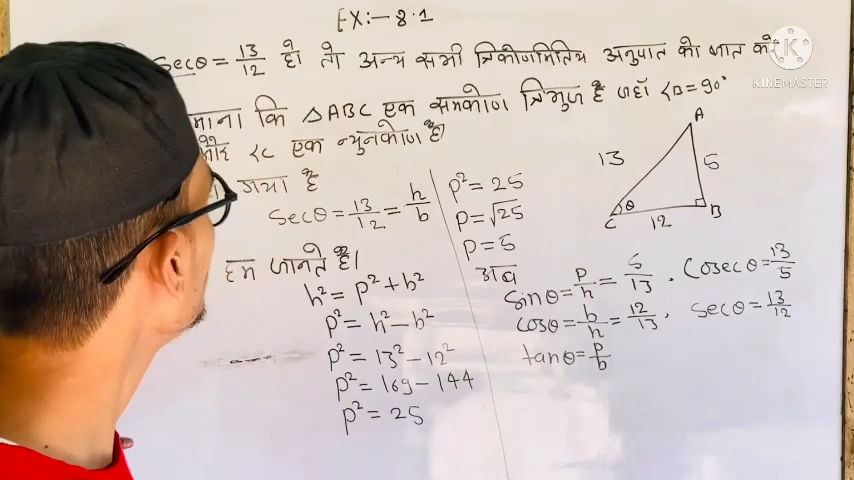 EX:- 8.1
Secθ = 13/12 हो तो अन्य सभी त्रिकोणमितिय अनुपात को ज्ञात
KINEMASTER
माना कि △ABC एक समकोण त्रिभुज है जहाँ ∠B = 90°
और ∠C एक न्युनकोण है।
गया है
Secθ = 13/12 = h/b
हम जानते है।
h² = p² + b²
p² = h² - b²
p² = 13² - 12²
p² = 169 - 144
p² = 25
p² = 25
p = √25
p = 5
अब
sinθ = p/h = 5/13, Cosecθ = 13/5
cosθ = b/h = 12/13, secθ = 13/12
tanθ = p/b
A
13
5
θ
C
12
B